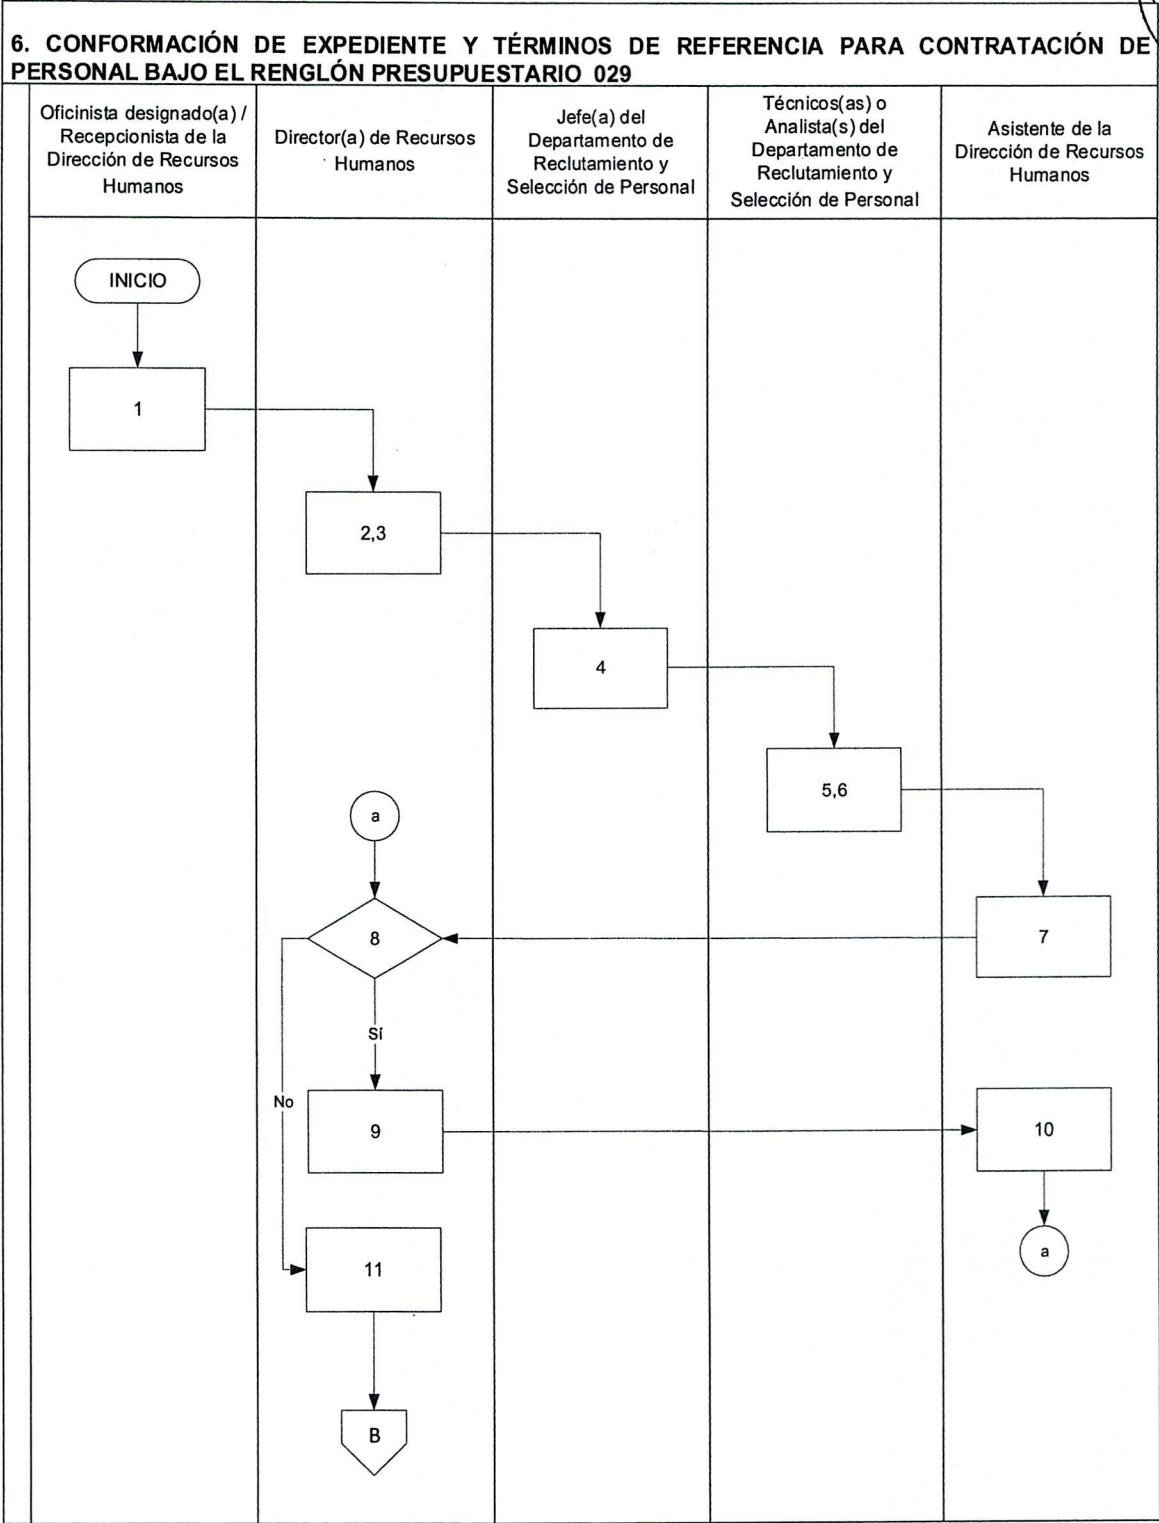 6. CONFORMACIÓN DE EXPEDIENTE Y TÉRMINOS DE REFERENCIA PARA CONTRATACIÓN DE
PERSONAL BAJO EL RENGLÓN PRESUPUESTARIO 029
Oficinista designado(a) /
Recepcionista de la
Dirección de Recursos
Humanos
Director(a) de Recursos
Humanos
Jefe(a) del
Departamento de
Reclutamiento y
Selección de Personal
Técnicos(as) o
Analista(s) del
Departamento de
Reclutamiento y
Selección de Personal
Asistente de la
Dirección de Recursos
Humanos
INICIO
1
2,3
4
5,6
a
8
7
Sí
No
9
10
11
a
B